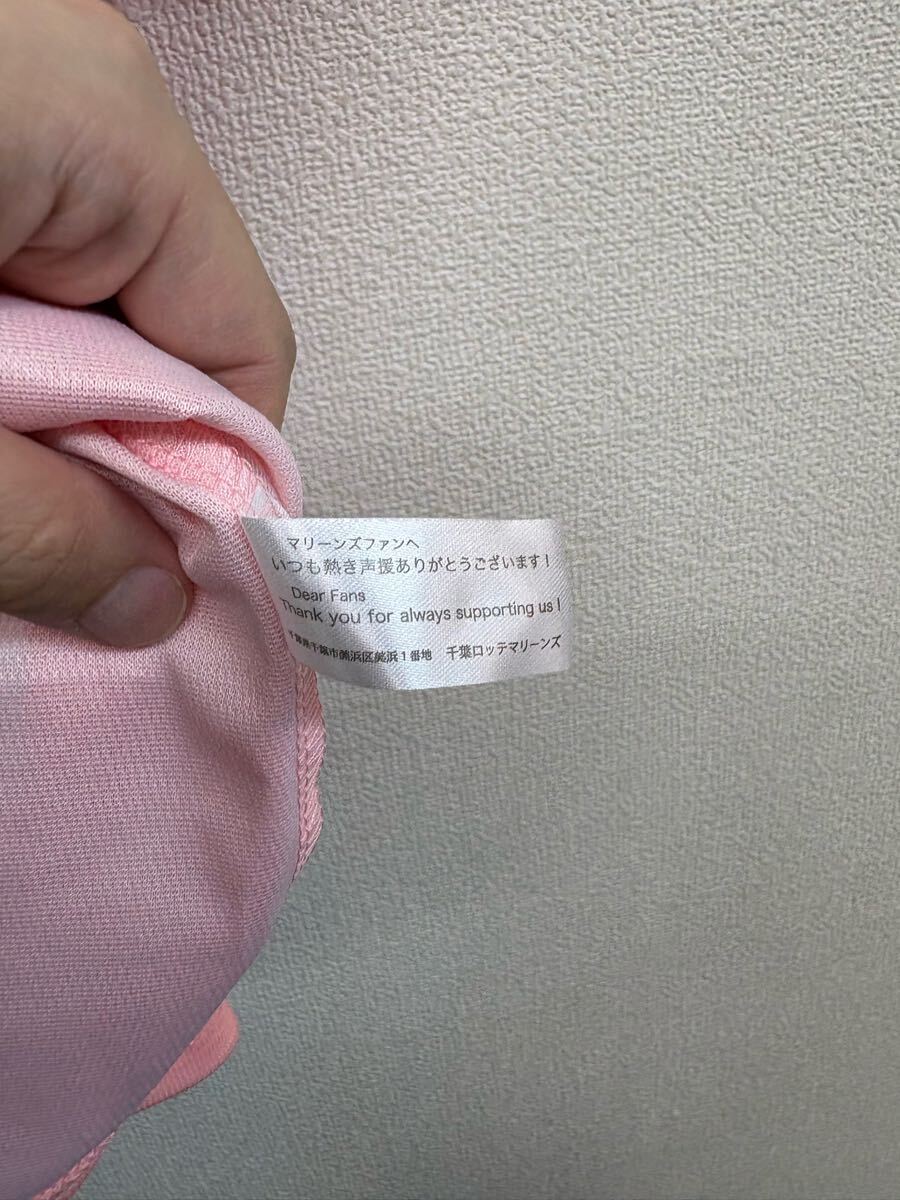 マリーンズファンへ
いつも熱き声援ありがとうございます！
Dear Fans
Thank you for always supporting us！
千葉県千葉市美浜区美浜１番地　千葉ロッテマリーンズ